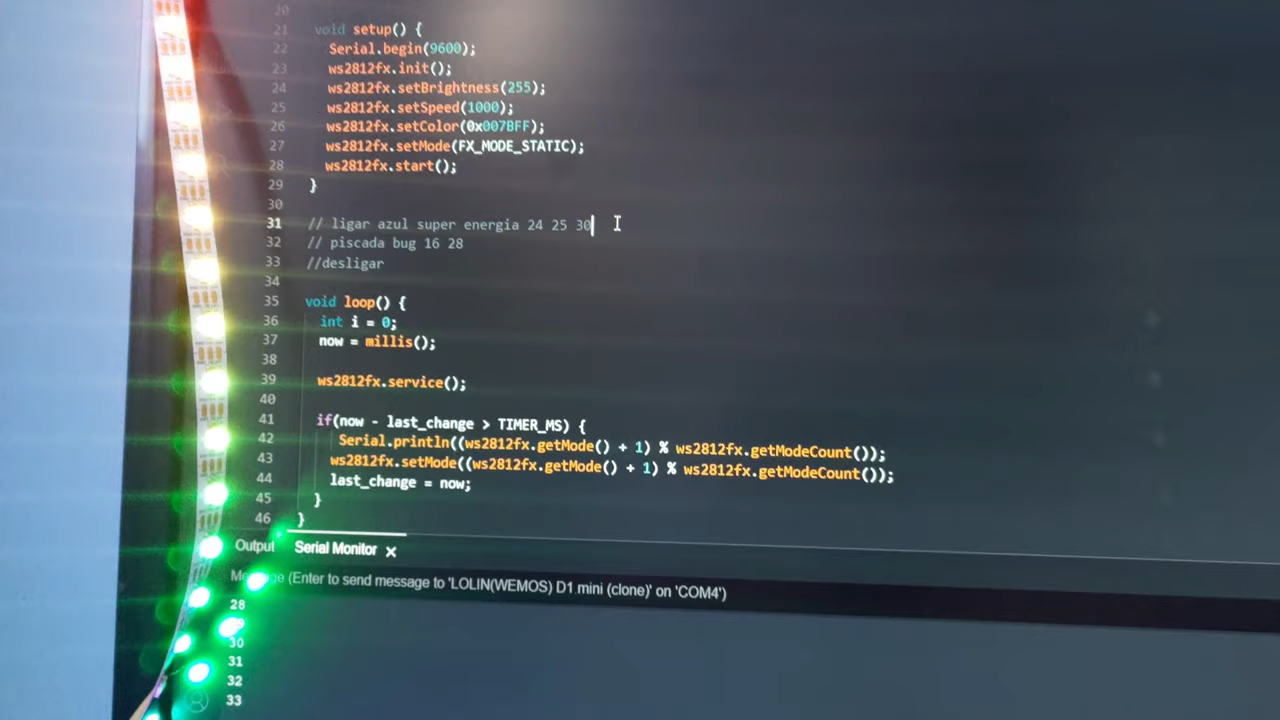 20
21 void setup() {
22 Serial.begin(9600);
23 ws2812fx.init();
24 ws2812fx.setBrightness(255);
25 ws2812fx.setSpeed(1000);
26 ws2812fx.setColor(0x007BFF);
27 ws2812fx.setMode(FX_MODE_STATIC);
28 ws2812fx.start();
29 }
30
31 // ligar azul super energia 24 25 30
32 // piscada bug 16 28
33 //desligar
34
35 void loop() {
36 int i = 0;
37 now = millis();
38
39 ws2812fx.service();
40
41 if(now - last_change > TIMER_MS) {
42 Serial.println((ws2812fx.getMode() + 1) % ws2812fx.getModeCount());
43 ws2812fx.setMode((ws2812fx.getMode() + 1) % ws2812fx.getModeCount());
44 last_change = now;
45 }
46 }
Output Serial Monitor
(Enter to send message to 'LOLIN(WEMOS) D1 mini (clone)' on 'COM4')
28
30
31
32
33